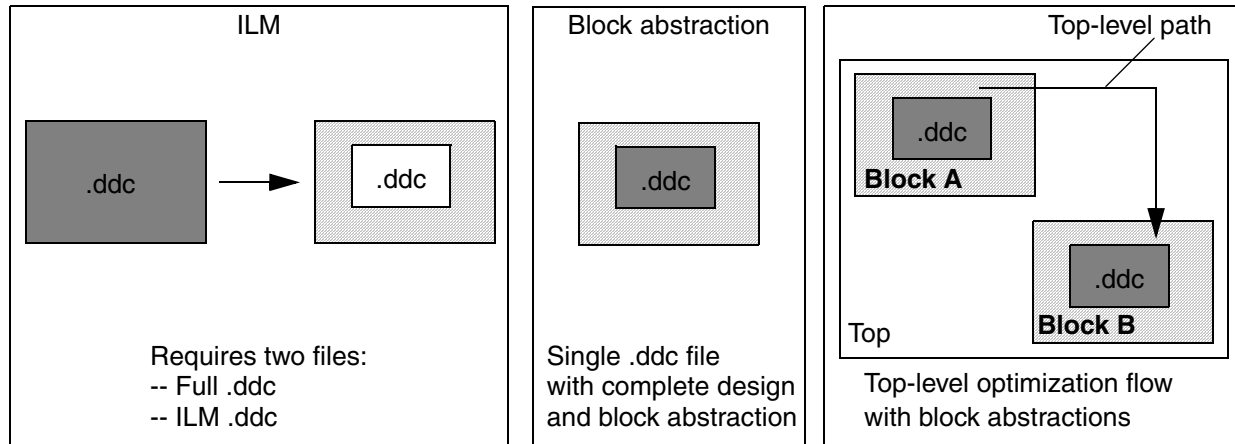 ILM
.ddc
.ddc
Requires two files:
-- Full .ddc
-- ILM .ddc
Block abstraction
.ddc
Single .ddc file
with complete design
and block abstraction
Top-level path
.ddc
Block A
.ddc
Block B
Top
Top-level optimization flow
with block abstractions